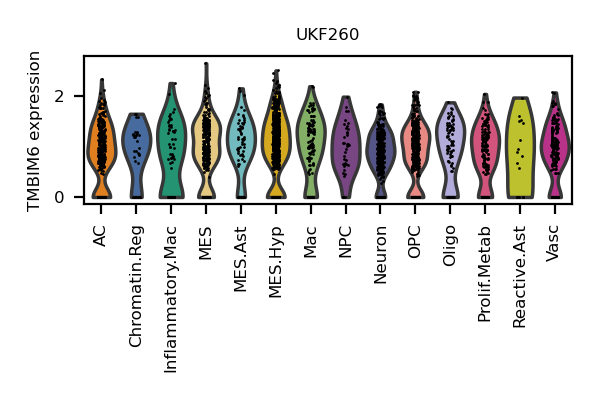 UKF260
TMBIM6 expression
2
0
AC
Chromatin.Reg
Inflammatory.Mac
MES
MES.Ast
MES.Hyp
Mac
NPC
Neuron
OPC
Oligo
Prolif.Metab
Reactive.Ast
Vasc